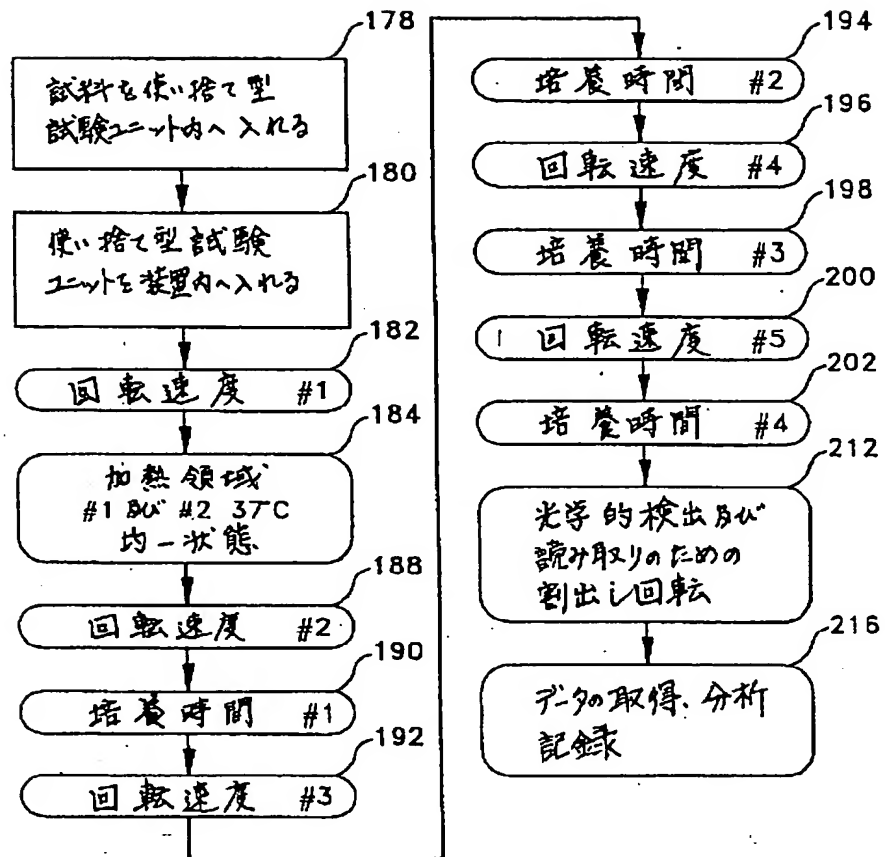 178
試料を使い捨て型
試験ユニット内へ入れる
180
使い捨て型試験
ユニットを装置内へ入れる
182
回転速度 #1
184
加熱領域
#1 及び #2 37°C
均一状態
188
回転速度 #2
190
培養時間 #1
192
回転速度 #3
194
培養時間 #2
196
回転速度 #4
198
培養時間 #3
200
回転速度 #5
202
培養時間 #4
212
光学的検出及び
読み取りのための
割出し回転
216
データの取得、分析
記録